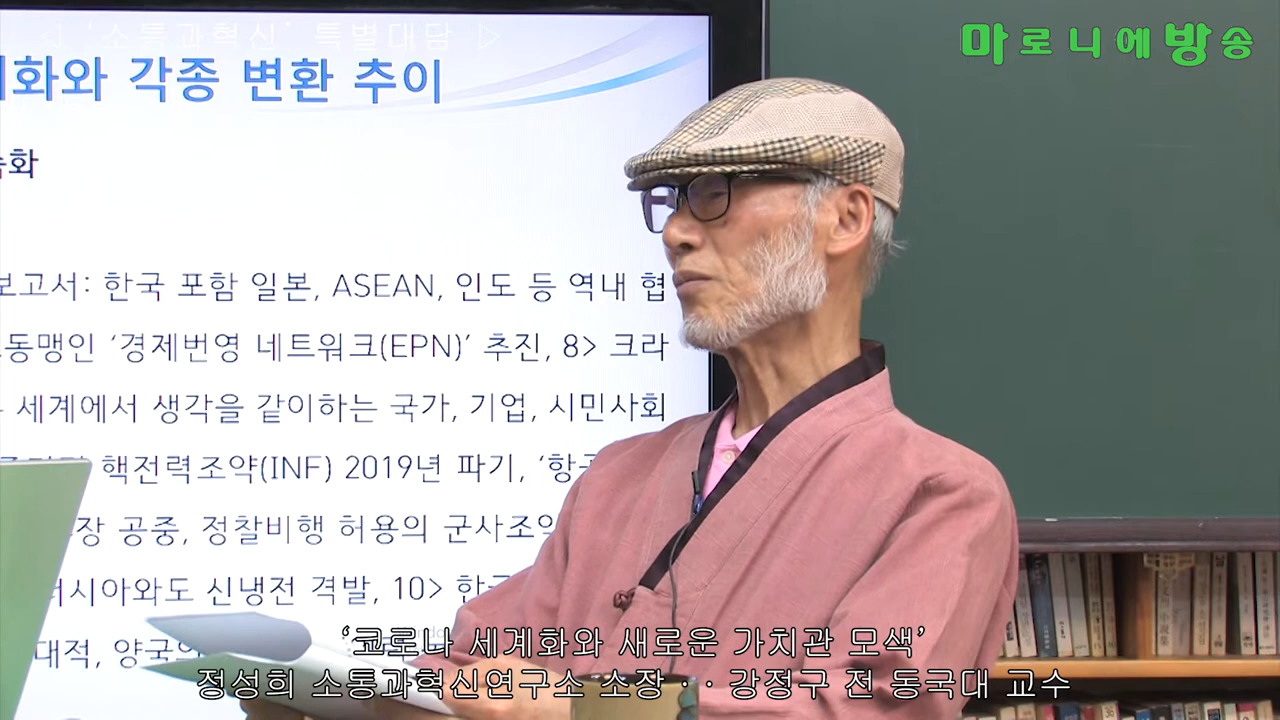 ◁ '소통과혁신' 특별대담 ▷
마로니에방송
화와 각종 변환 추이
화
보고서: 한국 포함 일본, ASEAN, 인도 등 역내 협
동맹인 '경제번영 네트워크(EPN)' 추진, 8> 크라
세계에서 생각을 같이하는 국가, 기업, 시민사회
핵전력조약(INF) 2019년 파기,
공중, 정찰비행 허용의 군사조약
러시아와도 신냉전 격발, 10>
대적,
'코로나 세계화와 새로운 가치관 모색'
정성희 소통과혁신연구소 소장 ·· 강정구 전 동국대 교수